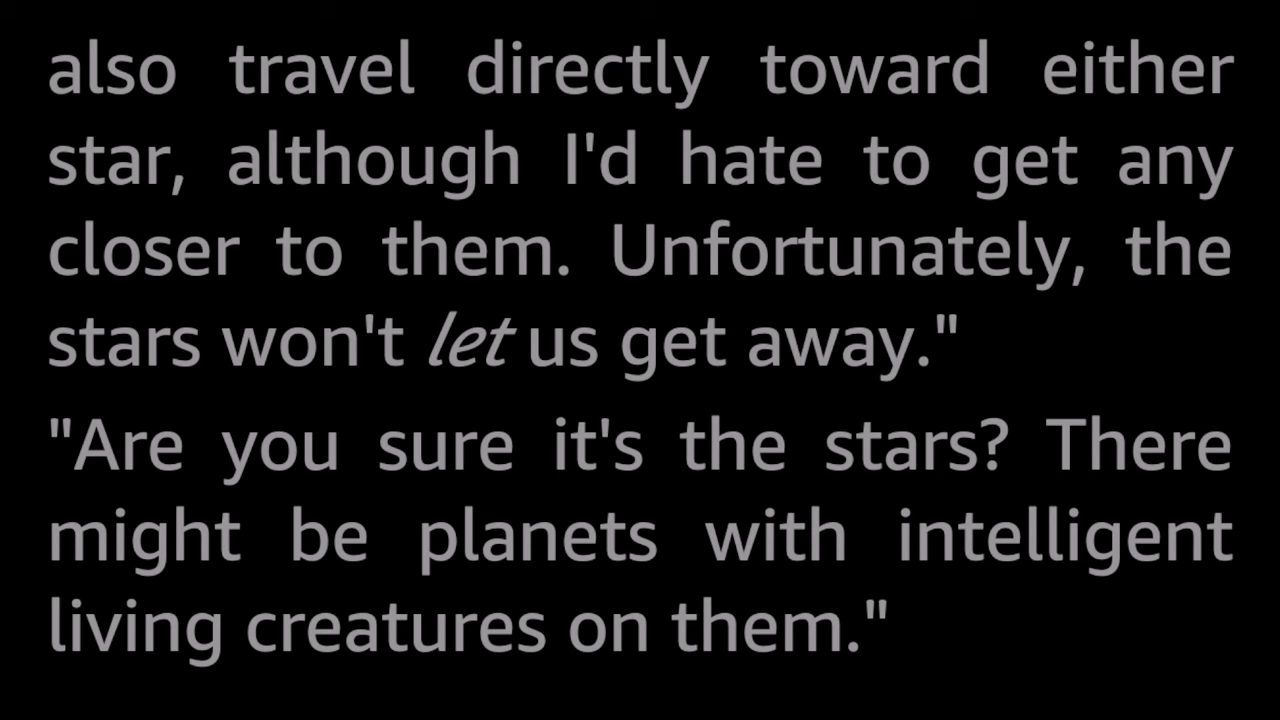 also travel directly toward either
star, although I'd hate to get any
closer to them. Unfortunately, the
stars won't let us get away."
"Are you sure it's the stars? There
might be planets with intelligent
living creatures on them."